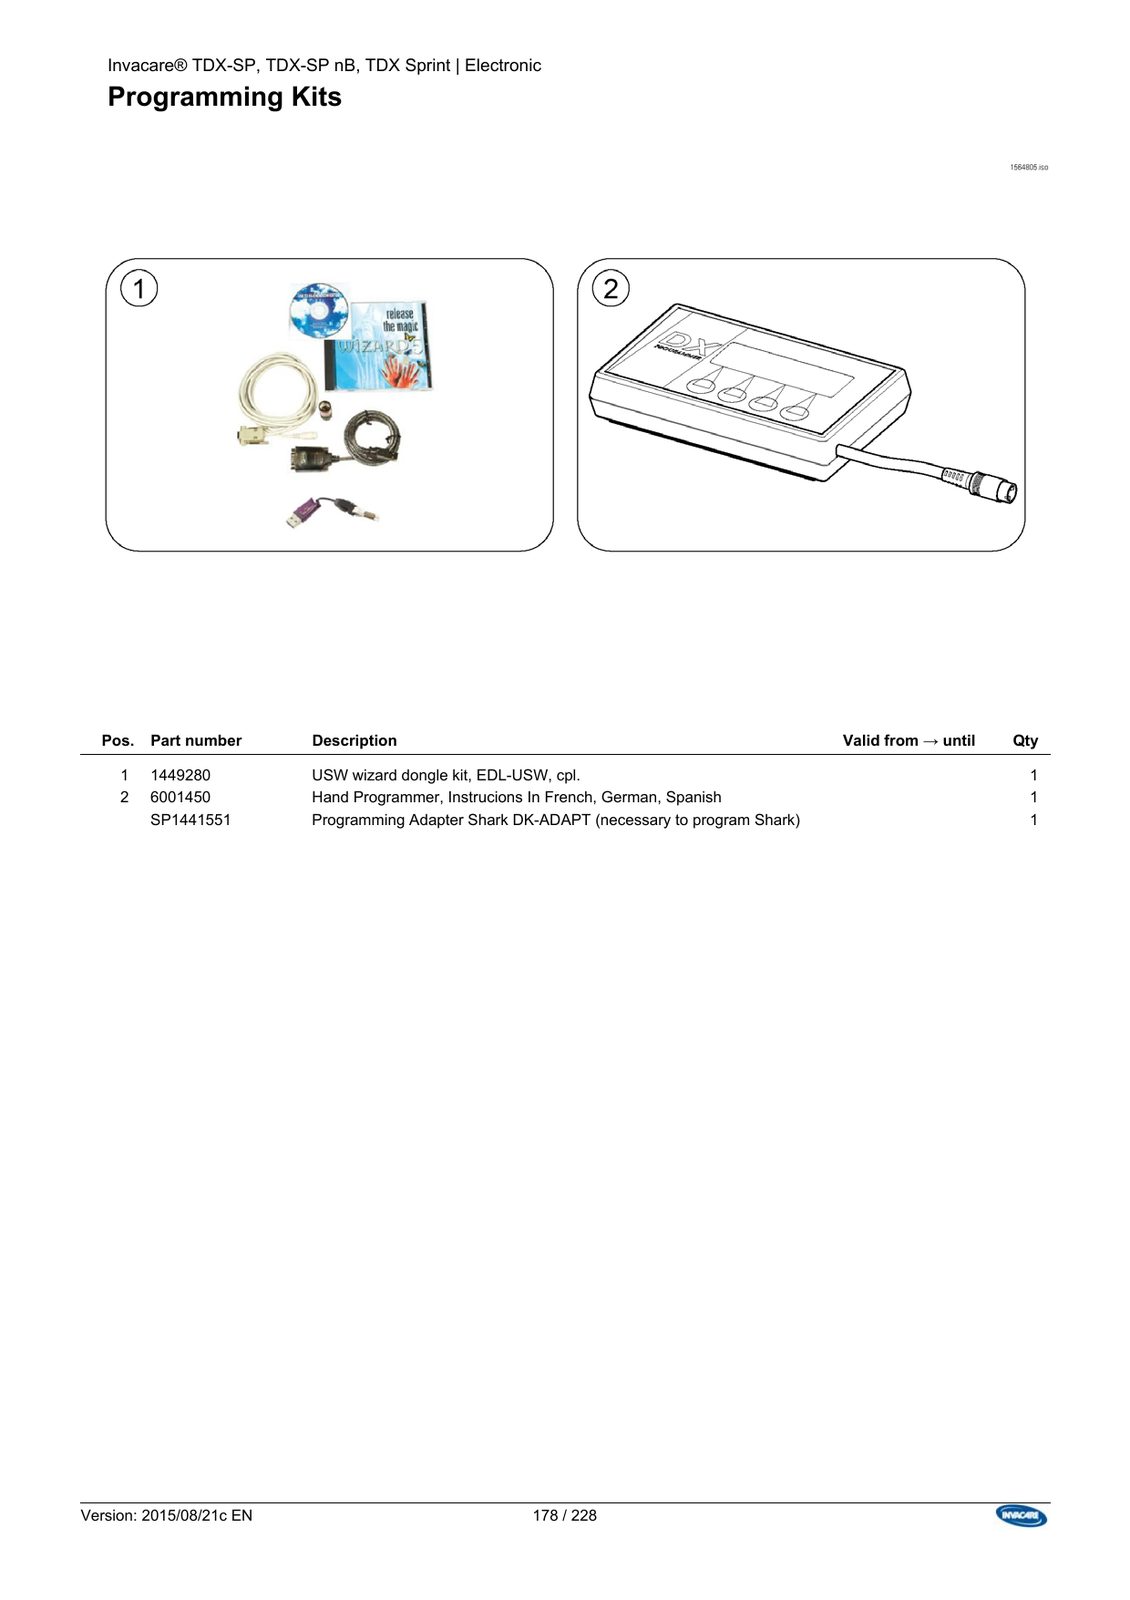 Invacare® TDX-SP, TDX-SP nB, TDX Sprint | Electronic
Programming Kits
1564805.iso
1
release
the magic
WIZARD5
2
DX
PROGRAMMER
Pos. Part number Description Valid from → until Qty
1 1449280 USW wizard dongle kit, EDL-USW, cpl. 1
2 6001450 Hand Programmer, Instrucions In French, German, Spanish 1
SP1441551 Programming Adapter Shark DK-ADAPT (necessary to program Shark) 1
Version: 2015/08/21c EN 178 / 228
INVACARE